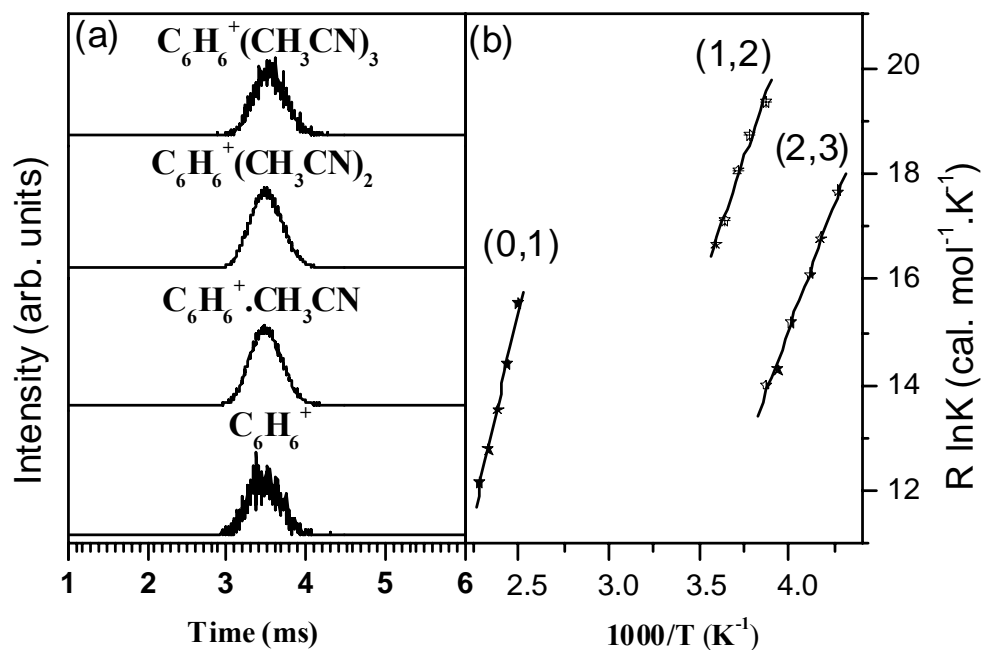 (a)
C₆H₆⁺(CH₃CN)₃
C₆H₆⁺(CH₃CN)₂
C₆H₆⁺.CH₃CN
C₆H₆⁺
Intensity (arb. units)
1 2 3 4 5 6
Time (ms)
(b)
(1,2)
(2,3)
(0,1)
2.5 3.0 3.5 4.0
1000/T (K⁻¹)
20
18
16
14
12
R lnK (cal. mol⁻¹.K⁻¹)